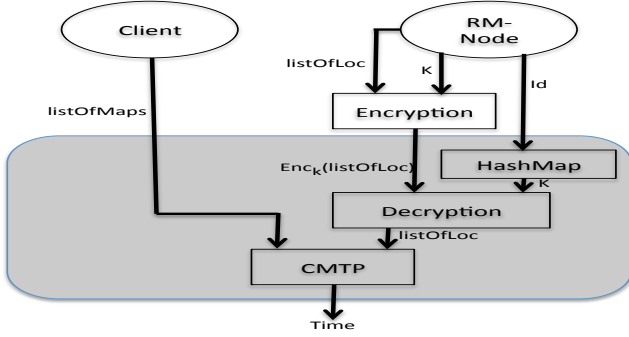 Client
RM-
Node
listOfLoc
K
Id
listOfMaps
Encryption
Enck(listOfLoc)
HashMap
K
Decryption
listOfLoc
CMTP
Time